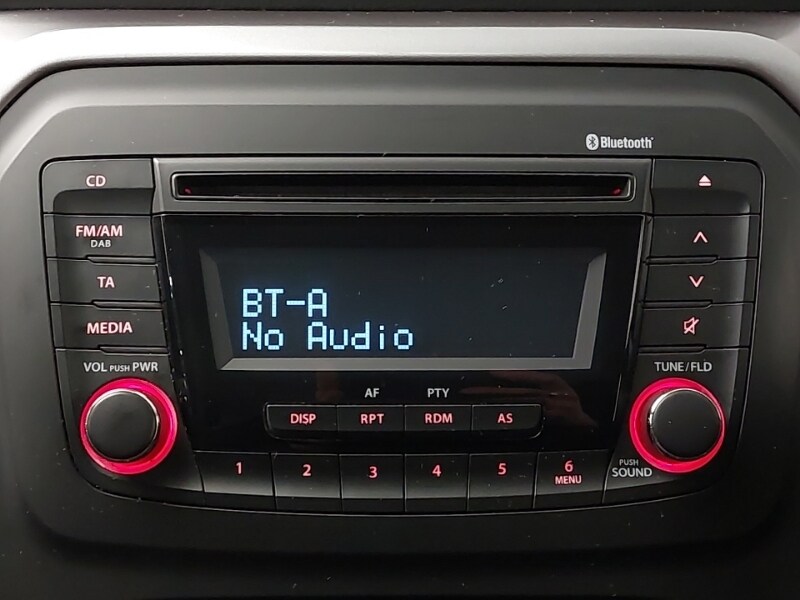 Bluetooth
CD
FM/AM
DAB
TA
MEDIA
BT-A
No Audio
VOL PUSH PWR
TUNE/FLD
AF PTY
DISP RPT RDM AS
1 2 3 4 5 6
MENU
PUSH
SOUND